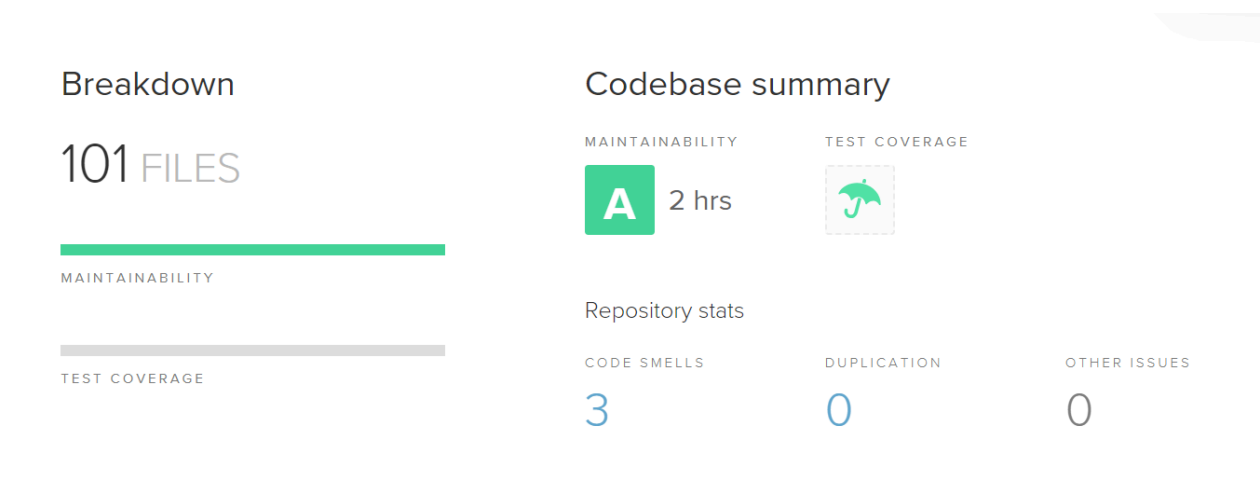 Breakdown
101 FILES
MAINTAINABILITY
TEST COVERAGE
Codebase summary
MAINTAINABILITY
A 2 hrs
TEST COVERAGE
Repository stats
CODE SMELLS
3
DUPLICATION
0
OTHER ISSUES
0